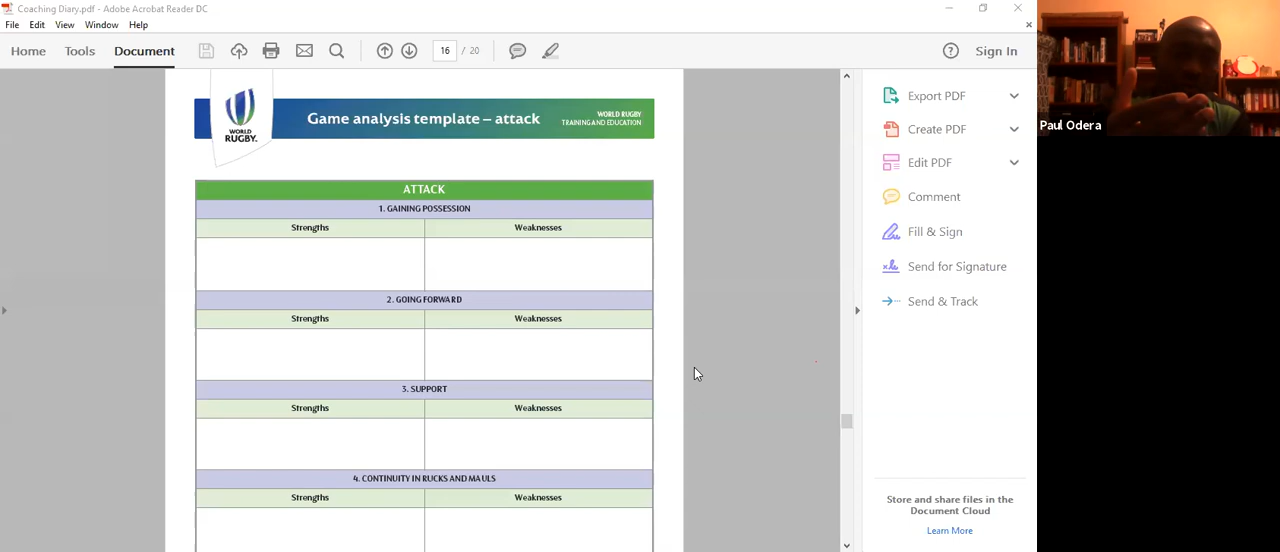 Coaching Diary.pdf - Adobe Acrobat Reader DC
File Edit View Window Help
Home Tools Document 16 / 20 Sign In
WORLD RUGBY.
Game analysis template – attack
WORLD RUGBY
TRAINING AND EDUCATION
ATTACK
1. GAINING POSSESSION
Strengths Weaknesses
2. GOING FORWARD
Strengths Weaknesses
3. SUPPORT
Strengths Weaknesses
4. CONTINUITY IN RUCKS AND MAULS
Strengths Weaknesses
Export PDF
Create PDF
Edit PDF
Comment
Fill & Sign
Send for Signature
Send & Track
Store and share files in the
Document Cloud
Learn More
Paul Odera